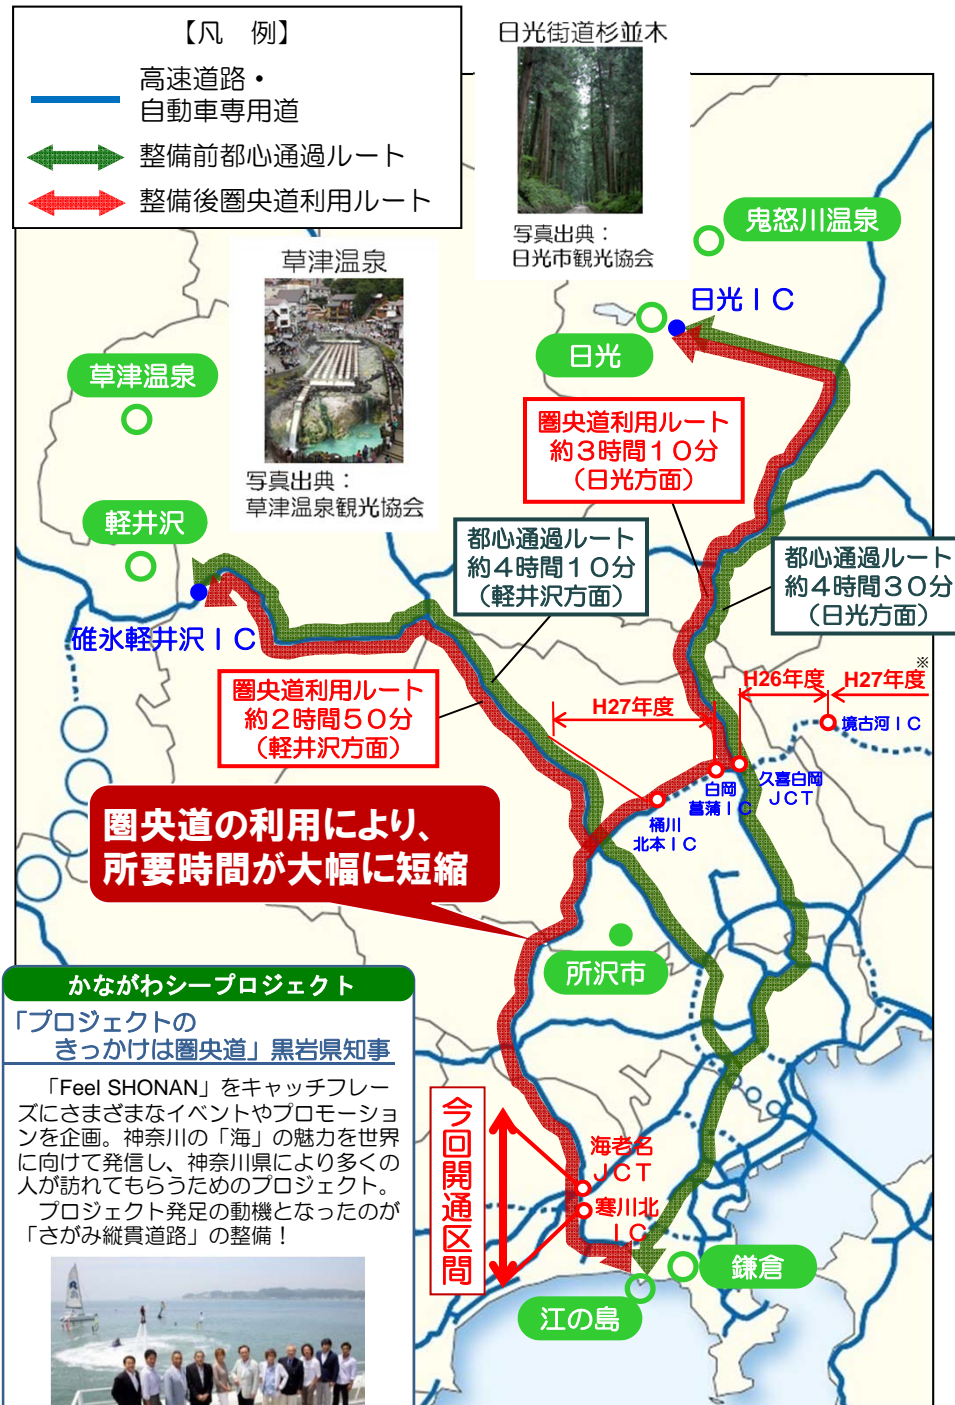 【凡　例】
高速道路・
自動車専用道
整備前都心通過ルート
整備後圏央道利用ルート
日光街道杉並木
写真出典：
日光市観光協会
草津温泉
写真出典：
草津温泉観光協会
鬼怒川温泉
日光ＩＣ
日光
草津温泉
軽井沢
碓氷軽井沢ＩＣ
圏央道利用ルート
約３時間１０分
（日光方面）
都心通過ルート
約４時間１０分
（軽井沢方面）
都心通過ルート
約４時間３０分
（日光方面）
圏央道利用ルート
約２時間５０分
（軽井沢方面）
H27年度
H26年度
※
H27年度
境古河ＩＣ
久喜白岡
ＪＣＴ
白岡
菖蒲ＩＣ
桶川
北本ＩＣ
圏央道の利用により、
所要時間が大幅に短縮
所沢市
かながわシープロジェクト
「プロジェクトの
きっかけは圏央道」黒岩県知事
「Feel SHONAN」をキャッチフレー
ズにさまざまなイベントやプロモーショ
ンを企画。神奈川の「海」の魅力を世界
に向けて発信し、神奈川県により多くの
人が訪れてもらうためのプロジェクト。
プロジェクト発足の動機となったのが
「さがみ縦貫道路」の整備！
今回開通区間
海老名
ＪＣＴ
寒川北
ＩＣ
鎌倉
江の島